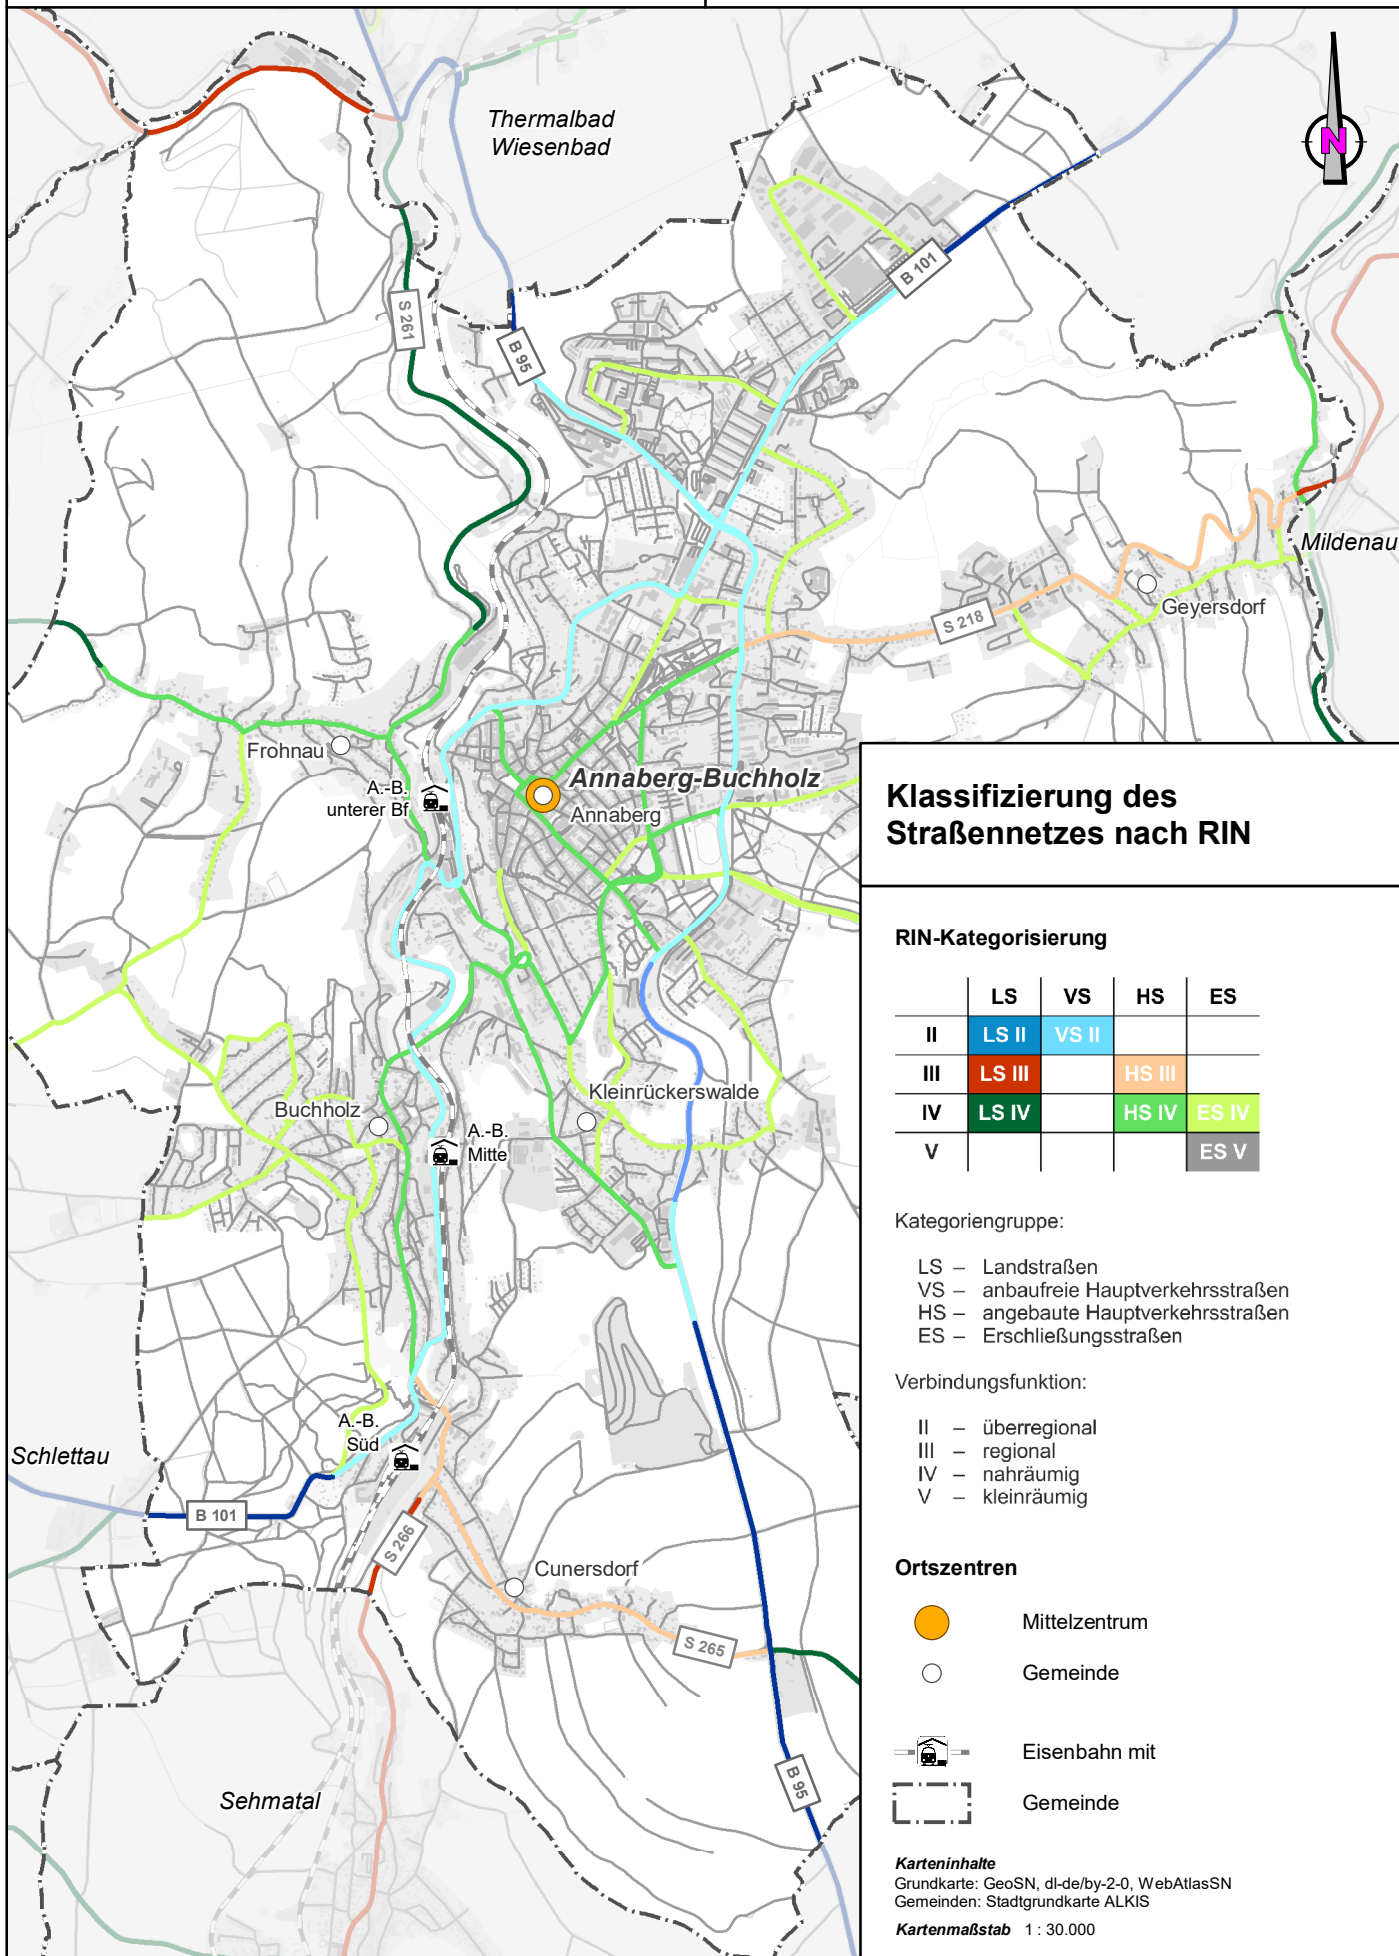 Thermalbad
Wiesenbad
N
B 101
S 261
B 95
Mildenau
Geyersdorf
S 218
Frohnau
A.-B.
unterer Bf
Annaberg-Buchholz
Annaberg
Kleinrückerswalde
Buchholz
A.-B.
Mitte
A.-B.
Süd
Schlettau
B 101
S 266
Cunersdorf
S 265
B 95
Sehmatal
Klassifizierung des
Straßennetzes nach RIN
RIN-Kategorisierung
LS VS HS ES
II LS II VS II
III LS III HS III
IV LS IV HS IV ES IV
V ES V
Kategoriengruppe:
LS – Landstraßen
VS – anbaufreie Hauptverkehrsstraßen
HS – angebaute Hauptverkehrsstraßen
ES – Erschließungsstraßen
Verbindungsfunktion:
II – überregional
III – regional
IV – nahräumig
V – kleinräumig
Ortszentren
Mittelzentrum
Gemeinde
Eisenbahn mit
Gemeinde
Karteninhalte
Grundkarte: GeoSN, dl-de/by-2-0, WebAtlasSN
Gemeinden: Stadtgrundkarte ALKIS
Kartenmaßstab 1 : 30.000